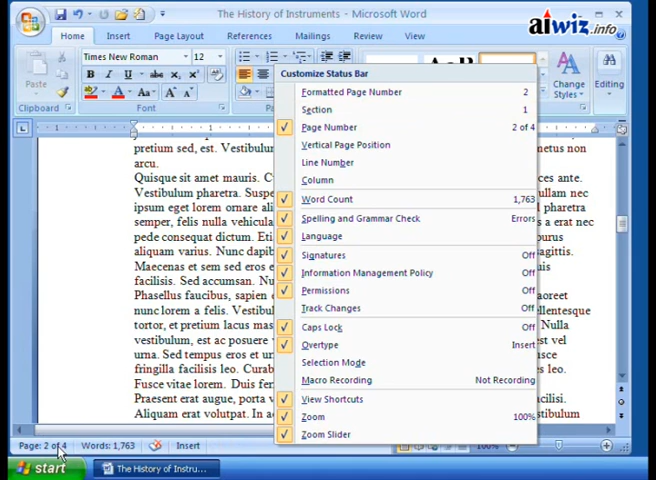 The History of Instruments - Microsoft Word
aiwiz.info
Home Insert Page Layout References Mailings Review View
Times New Roman 12
Paste
Clipboard
Font
Change Styles
Editing
Customize Status Bar
Formatted Page Number 2
Section 1
Page Number 2 of 4
Vertical Page Position
Line Number
Column
Word Count 1,763
Spelling and Grammar Check Errors
Language
Signatures Off
Information Management Policy Off
Permissions Off
Track Changes Off
Caps Lock Off
Overtype Insert
Selection Mode
Macro Recording Not Recording
View Shortcuts
Zoom 100%
Zoom Slider
pretium sed, est. Vestibulum
arcu.
Quisque sit amet mauris.
Vestibulum pharetra.
ipsum eget urna.
semper, felis nulla vehicula
pede consequat dictum.
aliquam varius.
Maecenas et sem sed eros
facilisis. Sed accumsan.
Phasellus faucibus, sapien
nunc lorem a magna.
tortor, et pretium lacus
vestibulum, est ac posuere
urna. Sed tempus eros et
fringilla facilisis efficitur
Fusce varius erat. Duis
Praesent erat augue,
Aliquam erat volutpat. In
Page: 2 of 4 Words: 1,763 Insert 100%
start The History of Instru...